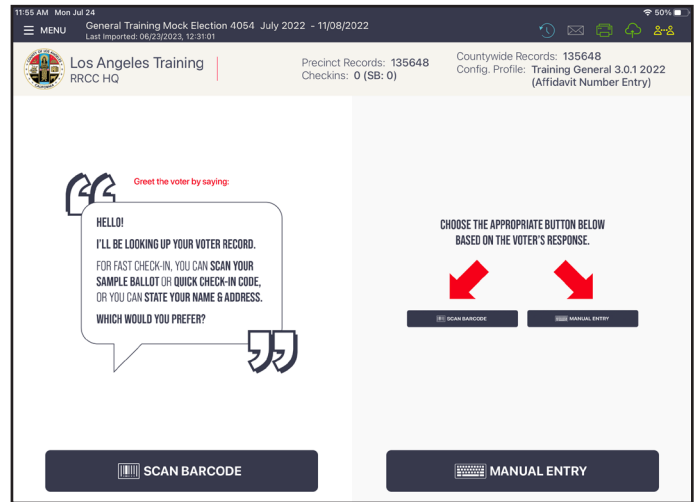 11:55 AM Mon Jul 24
50%
MENU
General Training Mock Election 4054 July 2022 - 11/08/2022
Last Imported: 06/23/2023, 12:31:01
Los Angeles Training
RRCC HQ
Precinct Records: 135648
Checkins: 0 (SB: 0)
Countywide Records: 135648
Config. Profile: Training General 3.0.1 2022
(Affidavit Number
Entry)
Greet the voter by saying:
HELLO!
I'LL BE LOOKING UP YOUR VOTER RECORD.
FOR FAST CHECK-IN, YOU CAN SCAN YOUR
SAMPLE BALLOT OR QUICK CHECK-IN CODE,
OR YOU CAN STATE YOUR NAME & ADDRESS.
WHICH WOULD YOU PREFER?
CHOOSE THE APPROPRIATE BUTTON BELOW
BASED ON THE VOTER'S RESPONSE.
SCAN BARCODE
MANUAL ENTRY
SCAN BARCODE
MANUAL ENTRY